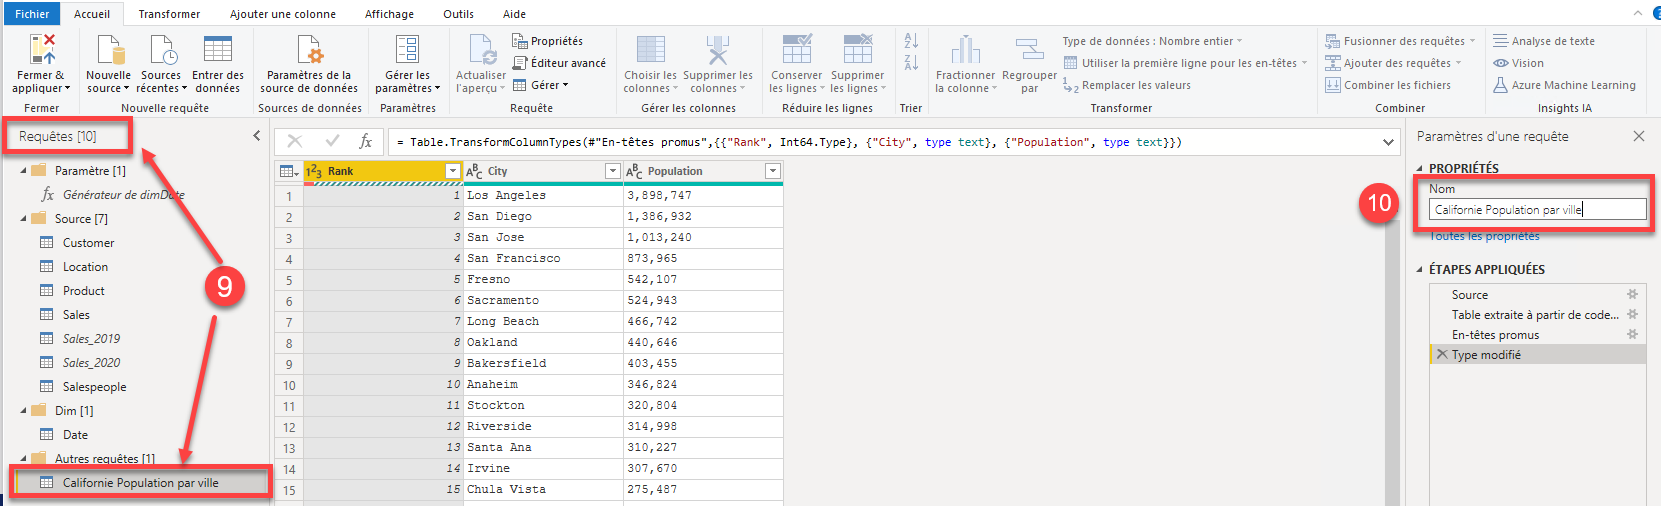 Fichier Accueil Transformer Ajouter une colonne Affichage Outils Aide
Fermer & appliquer
Fermer
Nouvelle source
Sources récentes
Entrer des données
Nouvelle requête
Paramètres de la source de données
Sources de données
Gérer les paramètres
Paramètres
Actualiser l'aperçu
Propriétés
Éditeur avancé
Gérer
Requête
Choisir les colonnes
Supprimer les colonnes
Gérer les colonnes
Conserver les lignes
Supprimer les lignes
Réduire les lignes
Trier
Fractionner la colonne
Regrouper par
Type de données : Nombre entier
Utiliser la première ligne pour les en-têtes
Remplacer les valeurs
Transformer
Fusionner des requêtes
Ajouter des requêtes
Combiner les fichiers
Combiner
Analyse de texte
Vision
Azure Machine Learning
Insights IA
Requêtes [10]
Paramètre [1]
fx Générateur de dimDate
Source [7]
Customer
Location
Product
Sales
Sales_2019
Sales_2020
Salespeople
Dim [1]
Date
Autres requêtes [1]
Californie Population par ville
9
fx = Table.TransformColumnTypes(#"En-têtes promus",{{"Rank", Int64.Type}, {"City", type text}, {"Population", type text}})
123 Rank ABC City ABC Population
1 1 Los Angeles 3,898,747
2 2 San Diego 1,386,932
3 3 San Jose 1,013,240
4 4 San Francisco 873,965
5 5 Fresno 542,107
6 6 Sacramento 524,943
7 7 Long Beach 466,742
8 8 Oakland 440,646
9 9 Bakersfield 403,455
10 10 Anaheim 346,824
11 11 Stockton 320,804
12 12 Riverside 314,998
13 13 Santa Ana 310,227
14 14 Irvine 307,670
15 15 Chula Vista 275,487
10
Paramètres d'une requête
PROPRIÉTÉS
Nom
Californie Population par ville
Toutes les propriétés
ÉTAPES APPLIQUÉES
Source
Table extraite à partir de code...
En-têtes promus
Type modifié